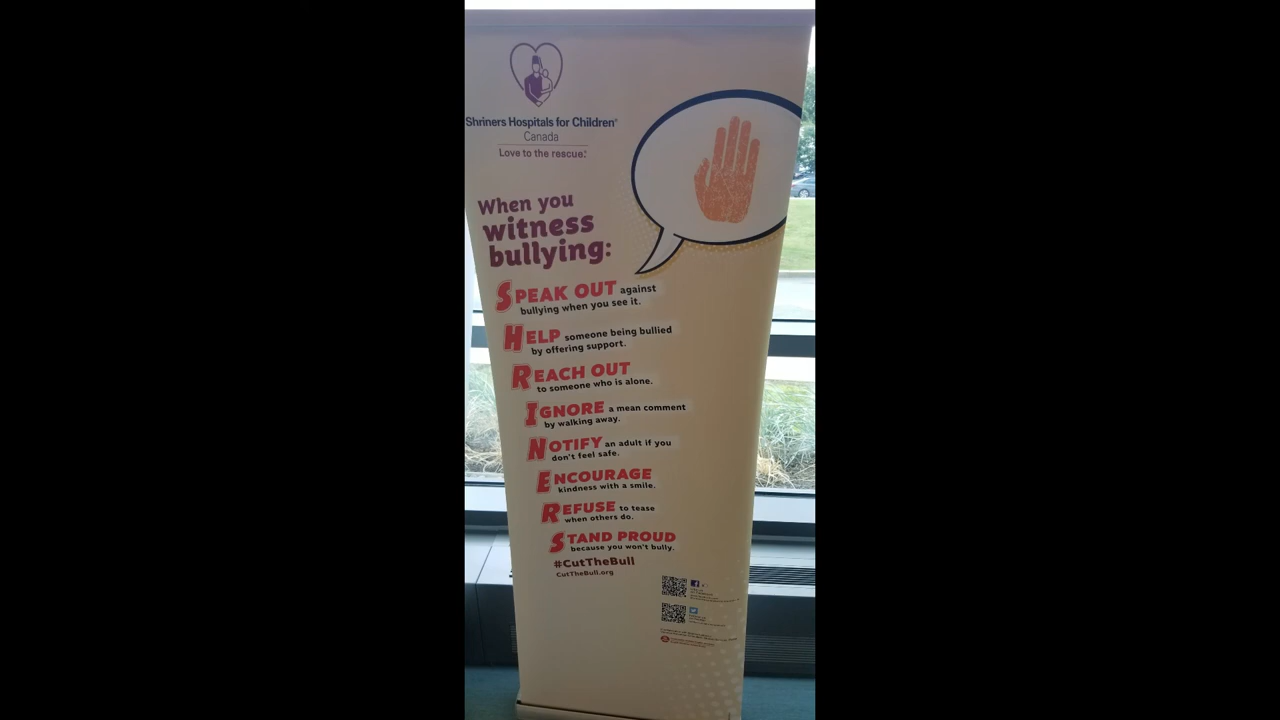 Shriners Hospitals for Children®
Canada
Love to the rescue.®
When you
witness
bullying:
SPEAK OUT against
bullying when you see it.
HELP someone being bullied
by offering support.
REACH OUT
to someone who is alone.
IGNORE a mean comment
by walking away.
NOTIFY an adult if you
don't feel safe.
ENCOURAGE
kindness with a smile.
REFUSE to tease
when others do.
STAND PROUD
because you won't bully.
#CutTheBull
CutTheBull.org